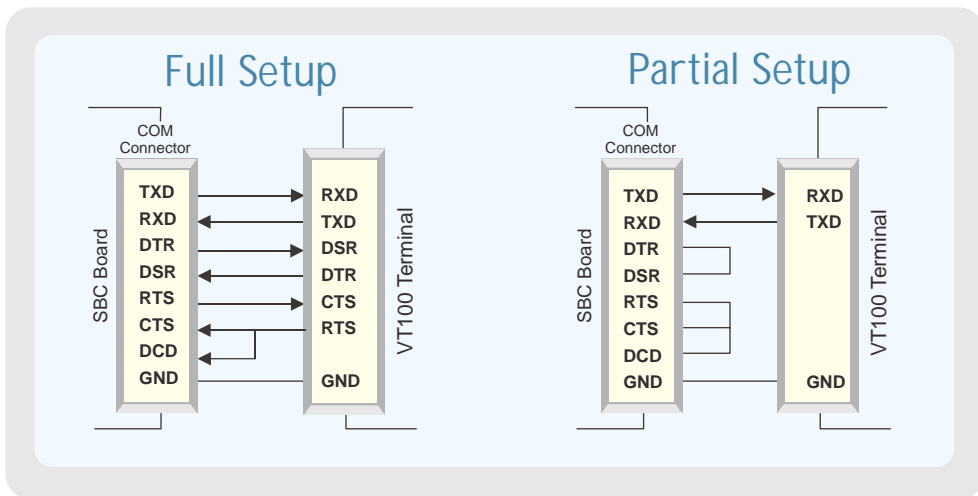 Full Setup
COM
Connector
SBC Board
TXD
RXD
DTR
DSR
RTS
CTS
DCD
GND
RXD
TXD
DSR
DTR
CTS
RTS
GND
VT100 Terminal
Partial Setup
COM
Connector
SBC Board
TXD
RXD
DTR
DSR
RTS
CTS
DCD
GND
RXD
TXD
GND
VT100 Terminal